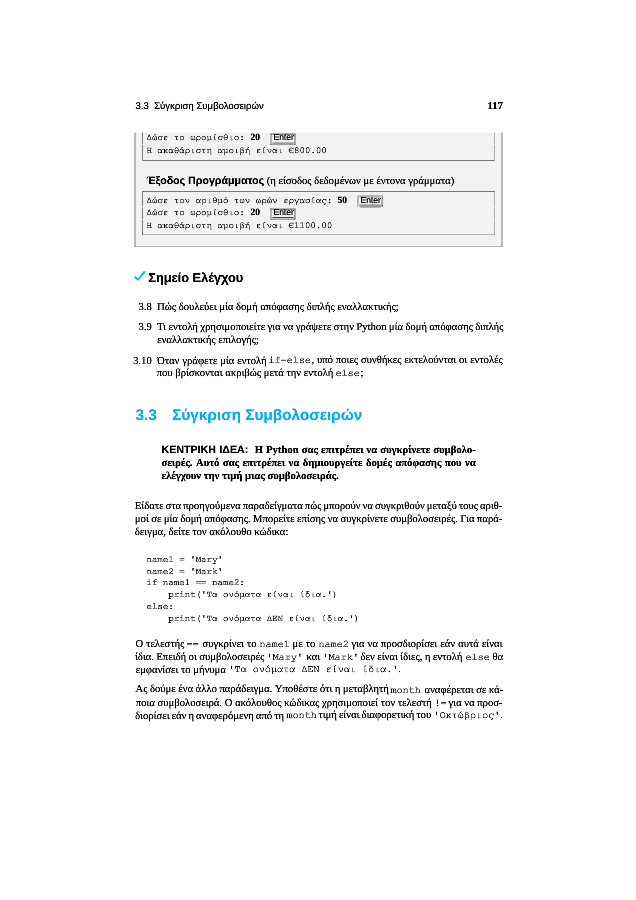 3.3 Σύγκριση Συμβολοσειρών 117
Δώσε το ωρομίσθιο: 20 Enter
Η ακαθάριστη αμοιβή είναι €800.00
Έξοδος Προγράμματος (η είσοδος δεδομένων με έντονα γράμματα)
Δώσε τον αριθμό των ωρών εργασίας: 50 Enter
Δώσε το ωρομίσθιο: 20 Enter
Η ακαθάριστη αμοιβή είναι €1100.00
Σημείο Ελέγχου
3.8 Πώς δουλεύει μία δομή απόφασης διπλής εναλλακτικής;
3.9 Τι εντολή χρησιμοποιείτε για να γράψετε στην Python μία δομή απόφασης διπλής
εναλλακτικής επιλογής;
3.10 Όταν γράφετε μία εντολή if-else, υπό ποιες συνθήκες εκτελούνται οι εντολές
που βρίσκονται ακριβώς μετά την εντολή else;
3.3 Σύγκριση Συμβολοσειρών
ΚΕΝΤΡΙΚΗ ΙΔΕΑ: Η Python σας επιτρέπει να συγκρίνετε συμβολο-
σειρές. Αυτό σας επιτρέπει να δημιουργείτε δομές απόφασης που να
ελέγχουν την τιμή μιας συμβολοσειράς.
Είδατε στα προηγούμενα παραδείγματα πώς μπορούν να συγκριθούν μεταξύ τους αριθ-
μοί σε μία δομή απόφασης. Μπορείτε επίσης να συγκρίνετε συμβολοσειρές. Για παρά-
δειγμα, δείτε τον ακόλουθο κώδικα:
name1 = 'Mary'
name2 = 'Mark'
if name1 == name2:
print('Τα ονόματα είναι ίδια.')
else:
print('Τα ονόματα ΔΕΝ είναι ίδια.')
Ο τελεστής == συγκρίνει το name1 με το name2 για να προσδιορίσει εάν αυτά είναι
ίδια. Επειδή οι συμβολοσειρές 'Mary' και 'Mark' δεν είναι ίδιες, η εντολή else θα
εμφανίσει το μήνυμα 'Τα ονόματα ΔΕΝ είναι ίδια.'.
Ας δούμε ένα άλλο παράδειγμα. Υποθέστε ότι η μεταβλητή month αναφέρεται σε κά-
ποια συμβολοσειρά. Ο ακόλουθος κώδικας χρησιμοποιεί τον τελεστή != για να προσ-
διορίσει εάν η αναφερόμενη από τη month τιμή είναι διαφορετική του 'Οκτώβριος'.